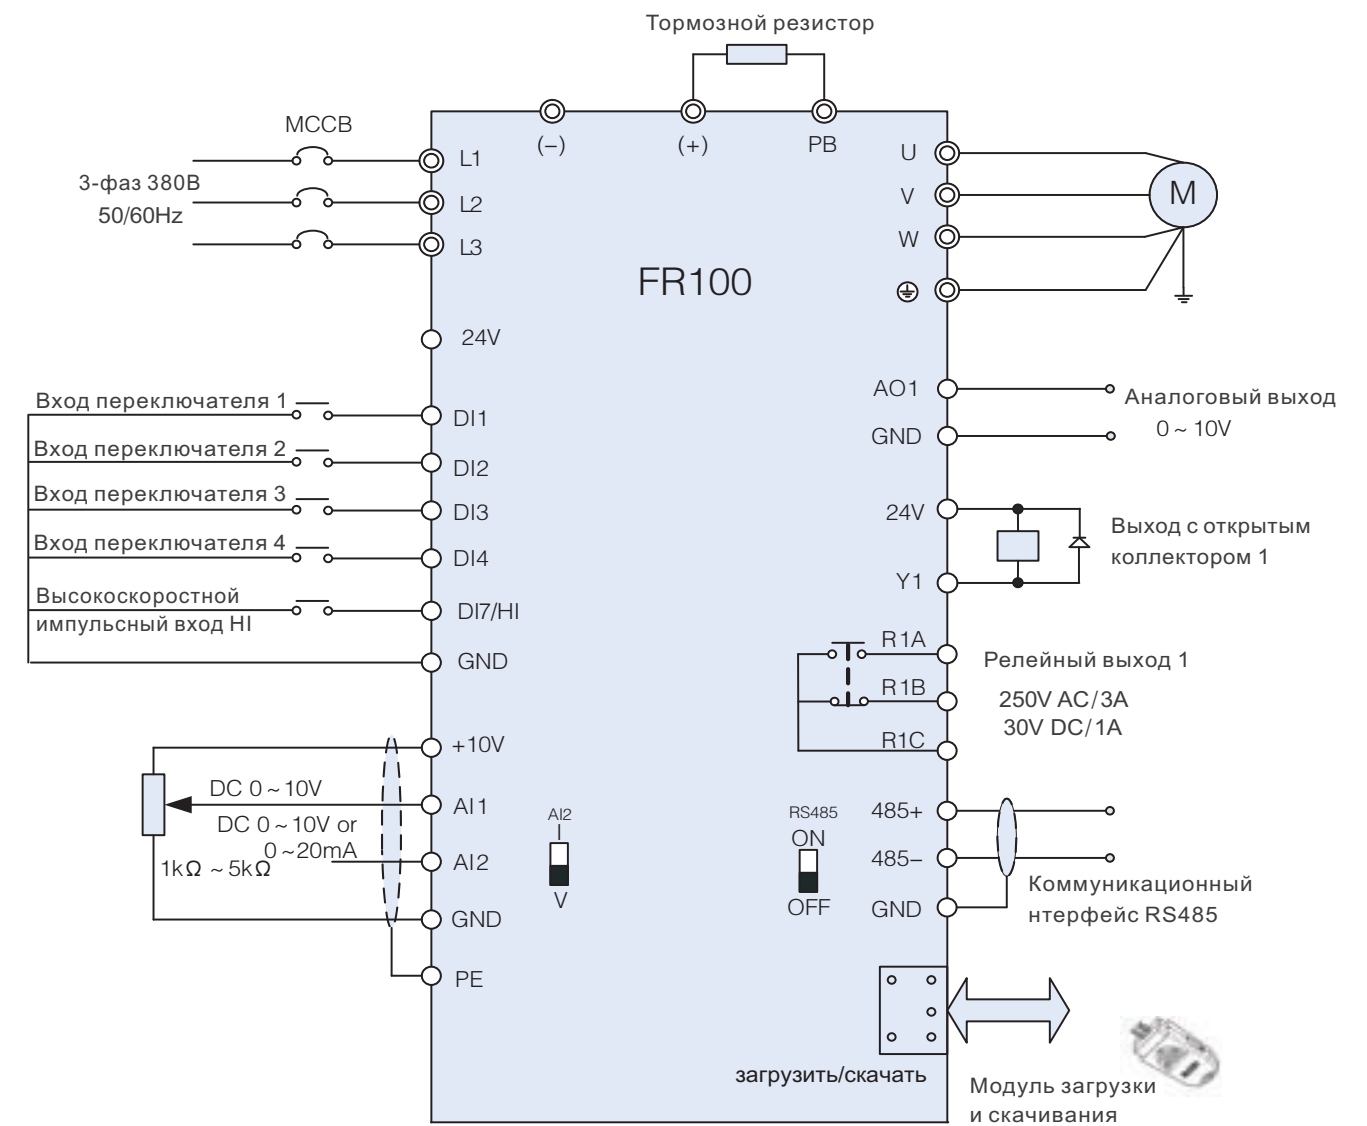 Тормозной резистор
MCCB
(−)
(+)
PB
L1
U
3-фаз 380В
50/60Hz
L2
V
M
L3
W
FR100
24V
AO1
Аналоговый выход
0 ~ 10V
Вход переключателя 1
DI1
GND
Вход переключателя 2
DI2
Вход переключателя 3
DI3
24V
Выход с открытым
коллектором 1
Вход переключателя 4
DI4
Y1
Высокоскоростной
импульсный вход HI
DI7/HI
R1A
GND
Релейный выход 1
R1B
250V AC/3A
30V DC/1A
+10V
R1C
DC 0 ~ 10V
AI1
AI2
I
V
RS485
ON
OFF
485+
DC 0 ~ 10V or
0 ~20mA
1kΩ ~ 5kΩ
AI2
485−
Коммуникационный
нтерфейс RS485
GND
GND
PE
загрузить/скачать
Модуль загрузки
и скачивания